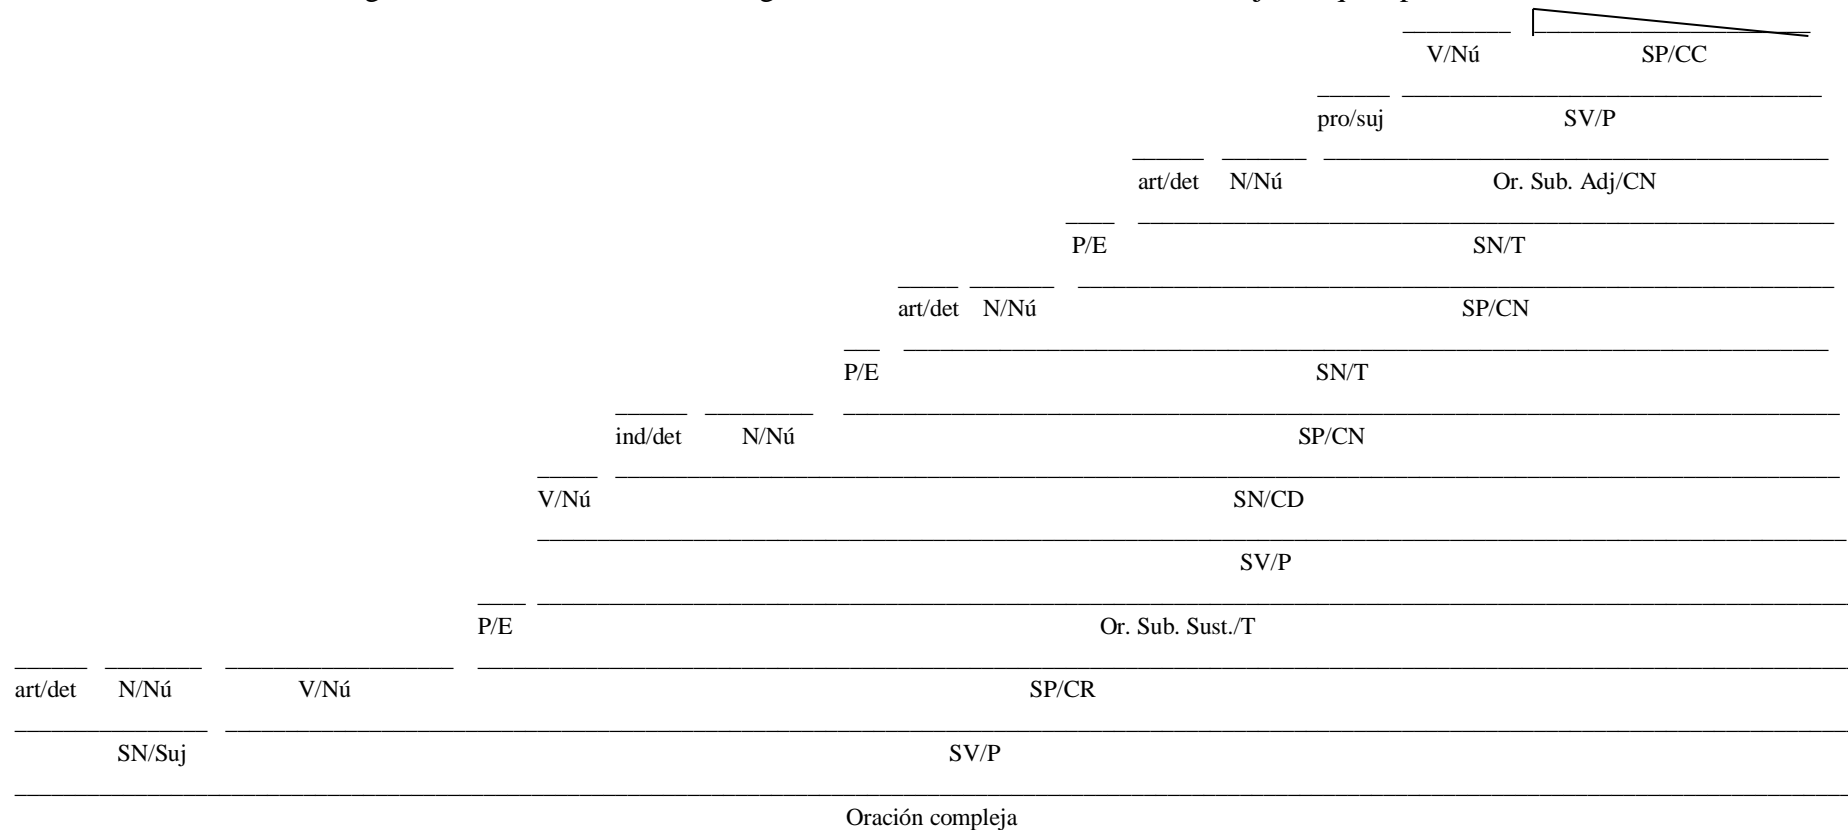 V/Nú SP/CC
pro/suj SV/P
art/det N/Nú Or. Sub. Adj/CN
P/E SN/T
art/det N/Nú SP/CN
P/E SN/T
ind/det N/Nú SP/CN
V/Nú SN/CD
SV/P
P/E Or. Sub. Sust./T
art/det N/Nú V/Nú SP/CR
SN/Suj SV/P
Oración compleja